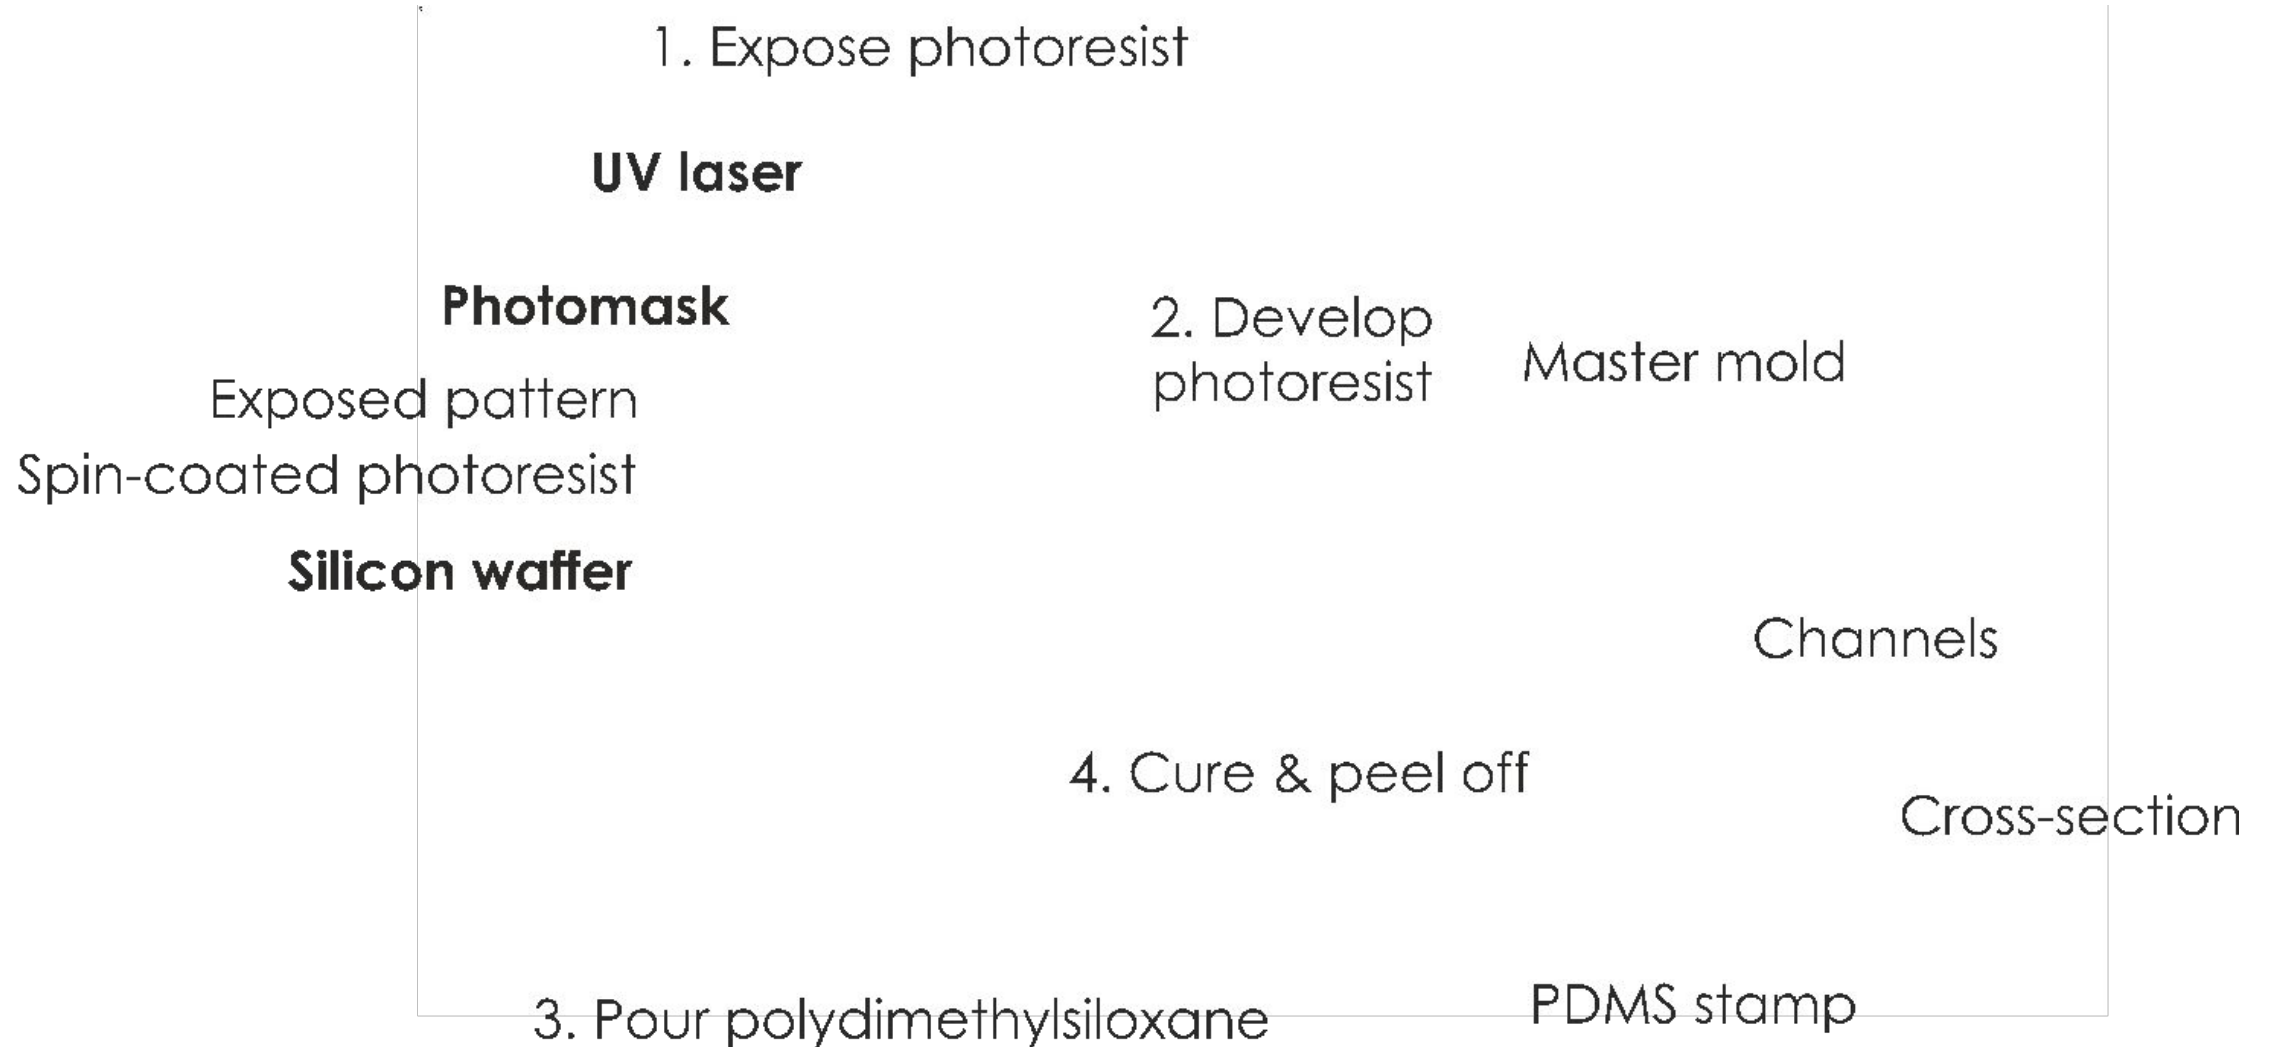 1. Expose photoresist
UV laser
Photomask
Exposed pattern
Spin-coated photoresist
Silicon waffer
2. Develop
photoresist
Master mold
Channels
4. Cure & peel off
Cross-section
3. Pour polydimethylsiloxane
PDMS stamp